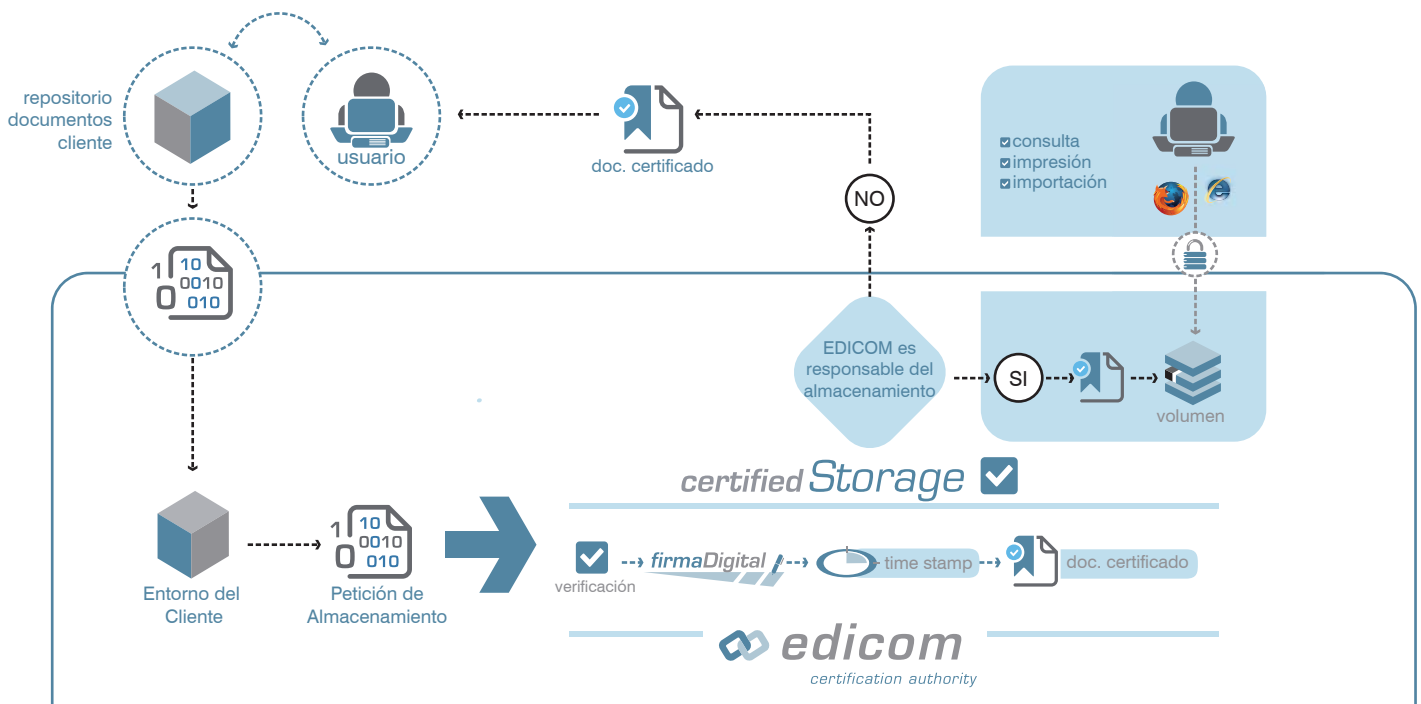 repositorio
documentos
cliente
usuario
doc. certificado
NO
consulta
impresión
importación
10
1 0010
0 010
EDICOM es
responsable del
almacenamiento
SI
volumen
certifiedStorage
Entorno del
Cliente
10
1 0010
0 010
Petición de
Almacenamiento
verificación
firmaDigital
time stamp
doc. certificado
edicom
certification authority